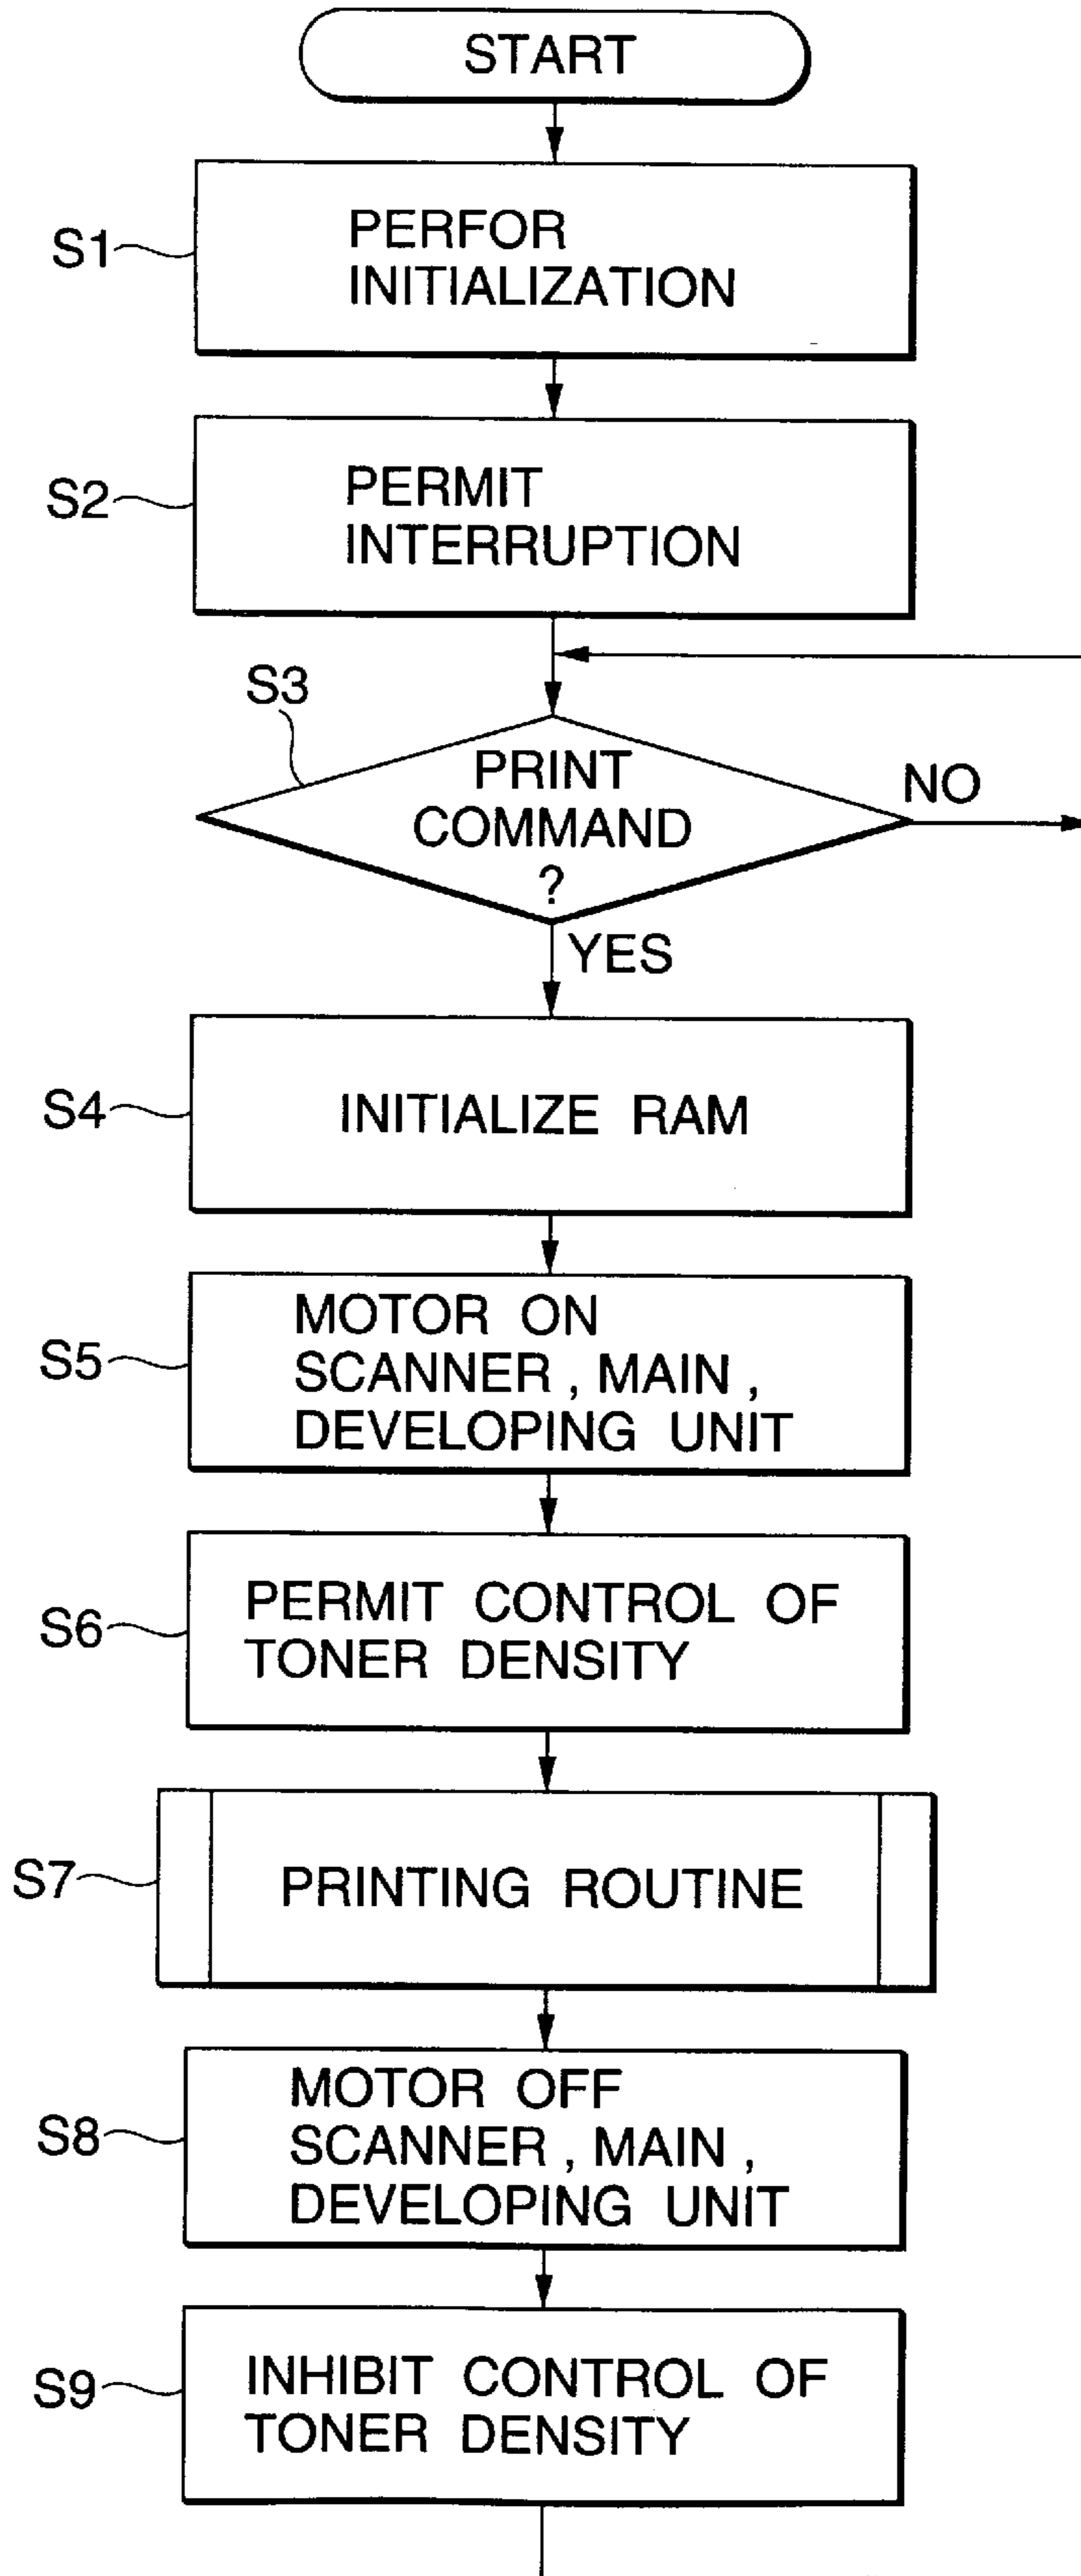 START
S1
PERFOR
INITIALIZATION
S2
PERMIT
INTERRUPTION
S3
PRINT
COMMAND
?
NO
YES
S4
INITIALIZE RAM
S5
MOTOR ON
SCANNER , MAIN ,
DEVELOPING UNIT
S6
PERMIT CONTROL OF
TONER DENSITY
S7
PRINTING ROUTINE
S8
MOTOR OFF
SCANNER , MAIN ,
DEVELOPING UNIT
S9
INHIBIT CONTROL OF
TONER DENSITY